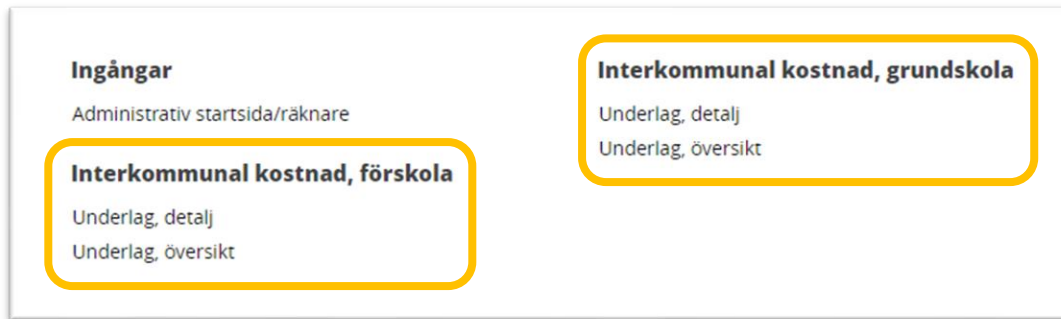 Ingångar
Administrativ startsida/räknare
Interkommunal kostnad, förskola
Underlag, detalj
Underlag, översikt
Interkommunal kostnad, grundskola
Underlag, detalj
Underlag, översikt